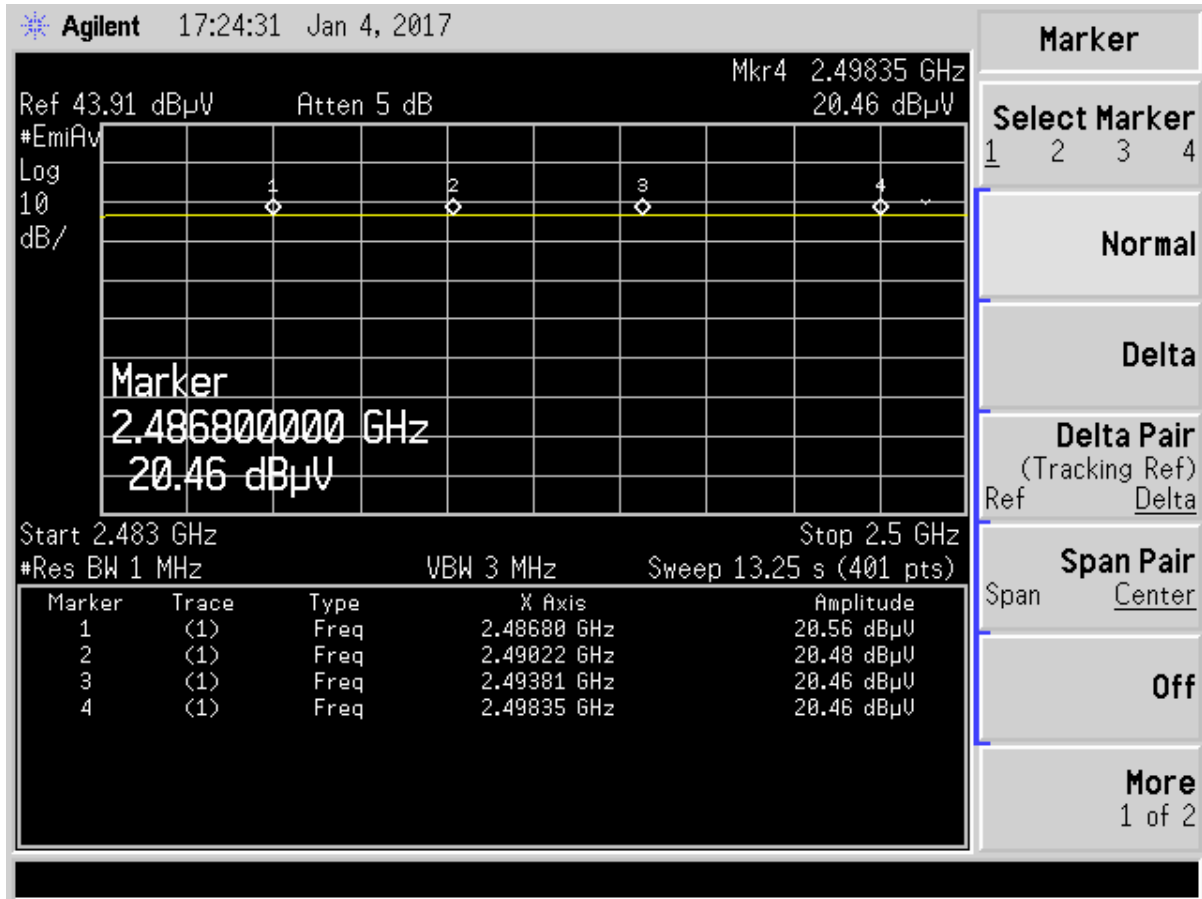 Agilent 17:24:31 Jan 4, 2017
Mkr4 2.49835 GHz
Ref 43.91 dBµV Atten 5 dB 20.46 dBµV
#EmiAv
Log
10
dB/
1 2 3 4
Marker
2.486800000 GHz
20.46 dBµV
Start 2.483 GHz Stop 2.5 GHz
#Res BW 1 MHz VBW 3 MHz Sweep 13.25 s (401 pts)
Marker Trace Type X Axis Amplitude
1 (1) Freq 2.48680 GHz 20.56 dBµV
2 (1) Freq 2.49022 GHz 20.48 dBµV
3 (1) Freq 2.49381 GHz 20.46 dBµV
4 (1) Freq 2.49835 GHz 20.46 dBµV
Marker
Select Marker
1 2 3 4
Normal
Delta
Delta Pair
(Tracking Ref)
Ref Delta
Span Pair
Span Center
Off
More
1 of 2